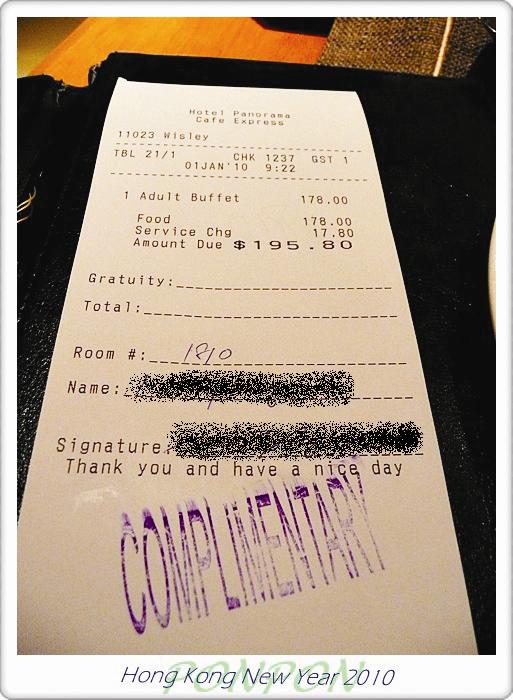 Hotel Panorama
Cafe Express
11023 Wisley
TBL 21/1 CHK 1237 GST 1
01JAN'10 9:22
1 Adult Buffet 178.00
Food 178.00
Service Chg 17.80
Amount Due $195.80
Gratuity:
Total:
Room #: 1810
Name:
Signature:
Thank you and have a nice day
COMPLIMENTARY
PONPON
Hong Kong New Year 2010